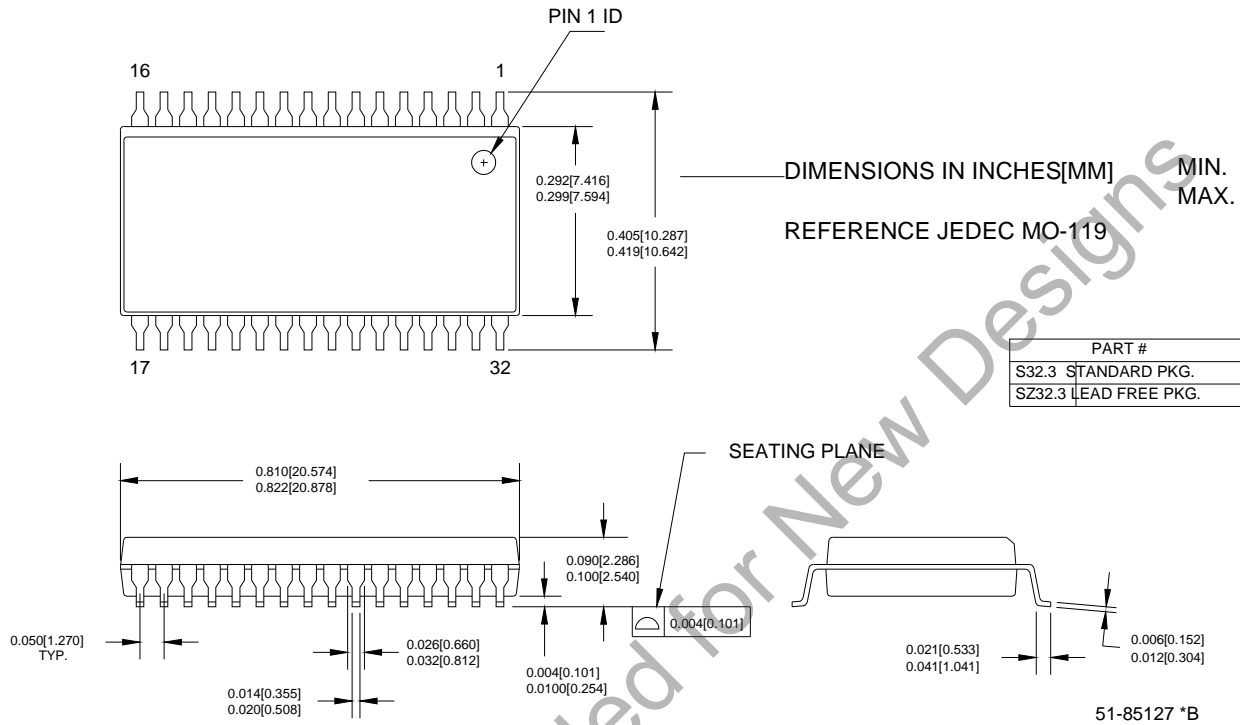 PIN 1 ID
16 1
0.292[7.416]
0.299[7.594]
0.405[10.287]
0.419[10.642]
DIMENSIONS IN INCHES[MM] MIN.
MAX.
REFERENCE JEDEC MO-119
17 32
PART #
S32.3 STANDARD PKG.
SZ32.3 LEAD FREE PKG.
SEATING PLANE
0.810[20.574]
0.822[20.878]
0.090[2.286]
0.100[2.540]
0.004[0.101]
0.050[1.270]
TYP.
0.026[0.660]
0.032[0.812]
0.014[0.355]
0.020[0.508]
0.004[0.101]
0.0100[0.254]
0.021[0.533]
0.041[1.041]
0.006[0.152]
0.012[0.304]
51-85127 *B
ded for New Designs